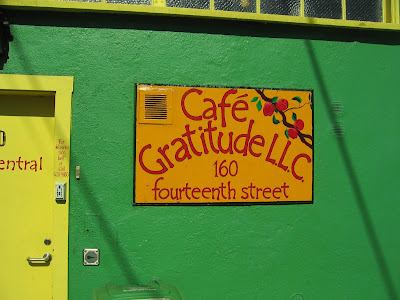 Café
Gratitude L.L.C.
160
fourteenth street
entral